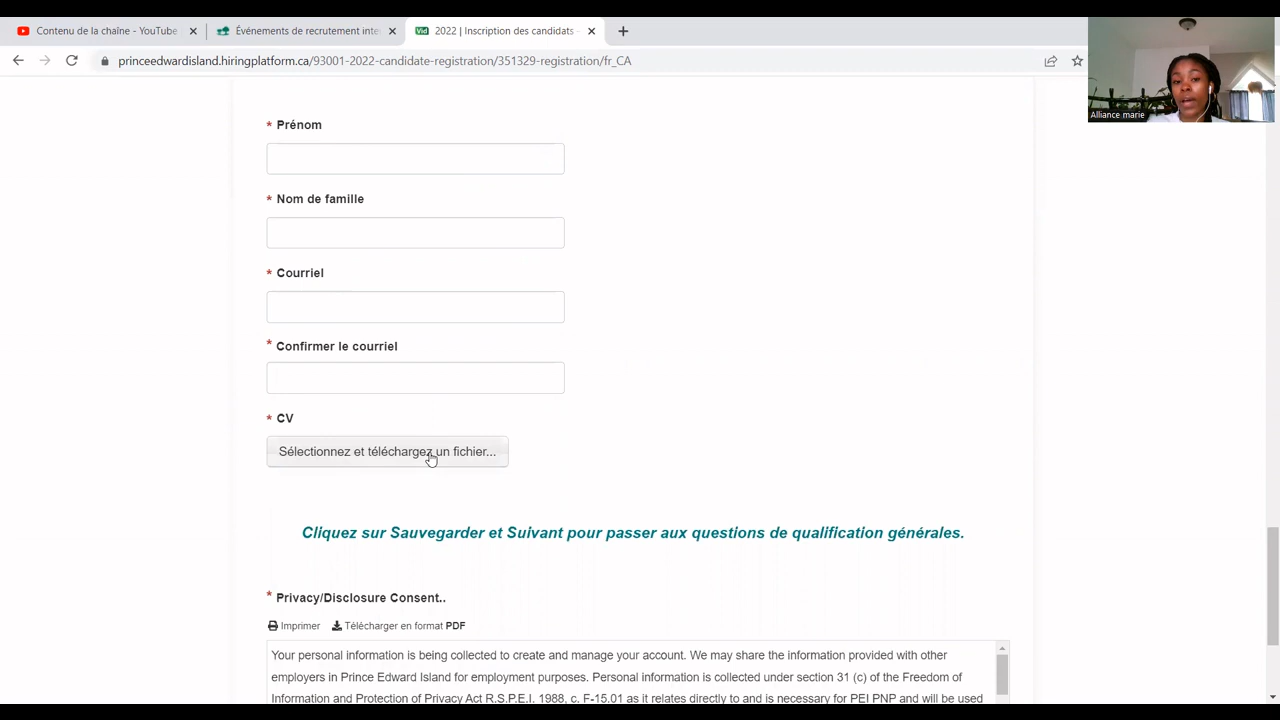 Contenu de la chaîne - YouTube
Événements de recrutement inte
Vid
2022 | Inscription des candidats -
princeedwardisland.hiringplatform.ca/93001-2022-candidate-registration/351329-registration/fr_CA
Alliance marie
* Prénom
* Nom de famille
* Courriel
* Confirmer le courriel
* CV
Sélectionnez et téléchargez un fichier...
Cliquez sur Sauvegarder et Suivant pour passer aux questions de qualification générales.
* Privacy/Disclosure Consent..
Imprimer
Télécharger en format PDF
Your personal information is being collected to create and manage your account. We may share the information provided with other
employers in Prince Edward Island for employment purposes. Personal information is collected under section 31 (c) of the Freedom of
Information and Protection of Privacy Act R.S.P.E.I. 1988, c. F-15.01 as it relates directly to and is necessary for PEI PNP and will be used